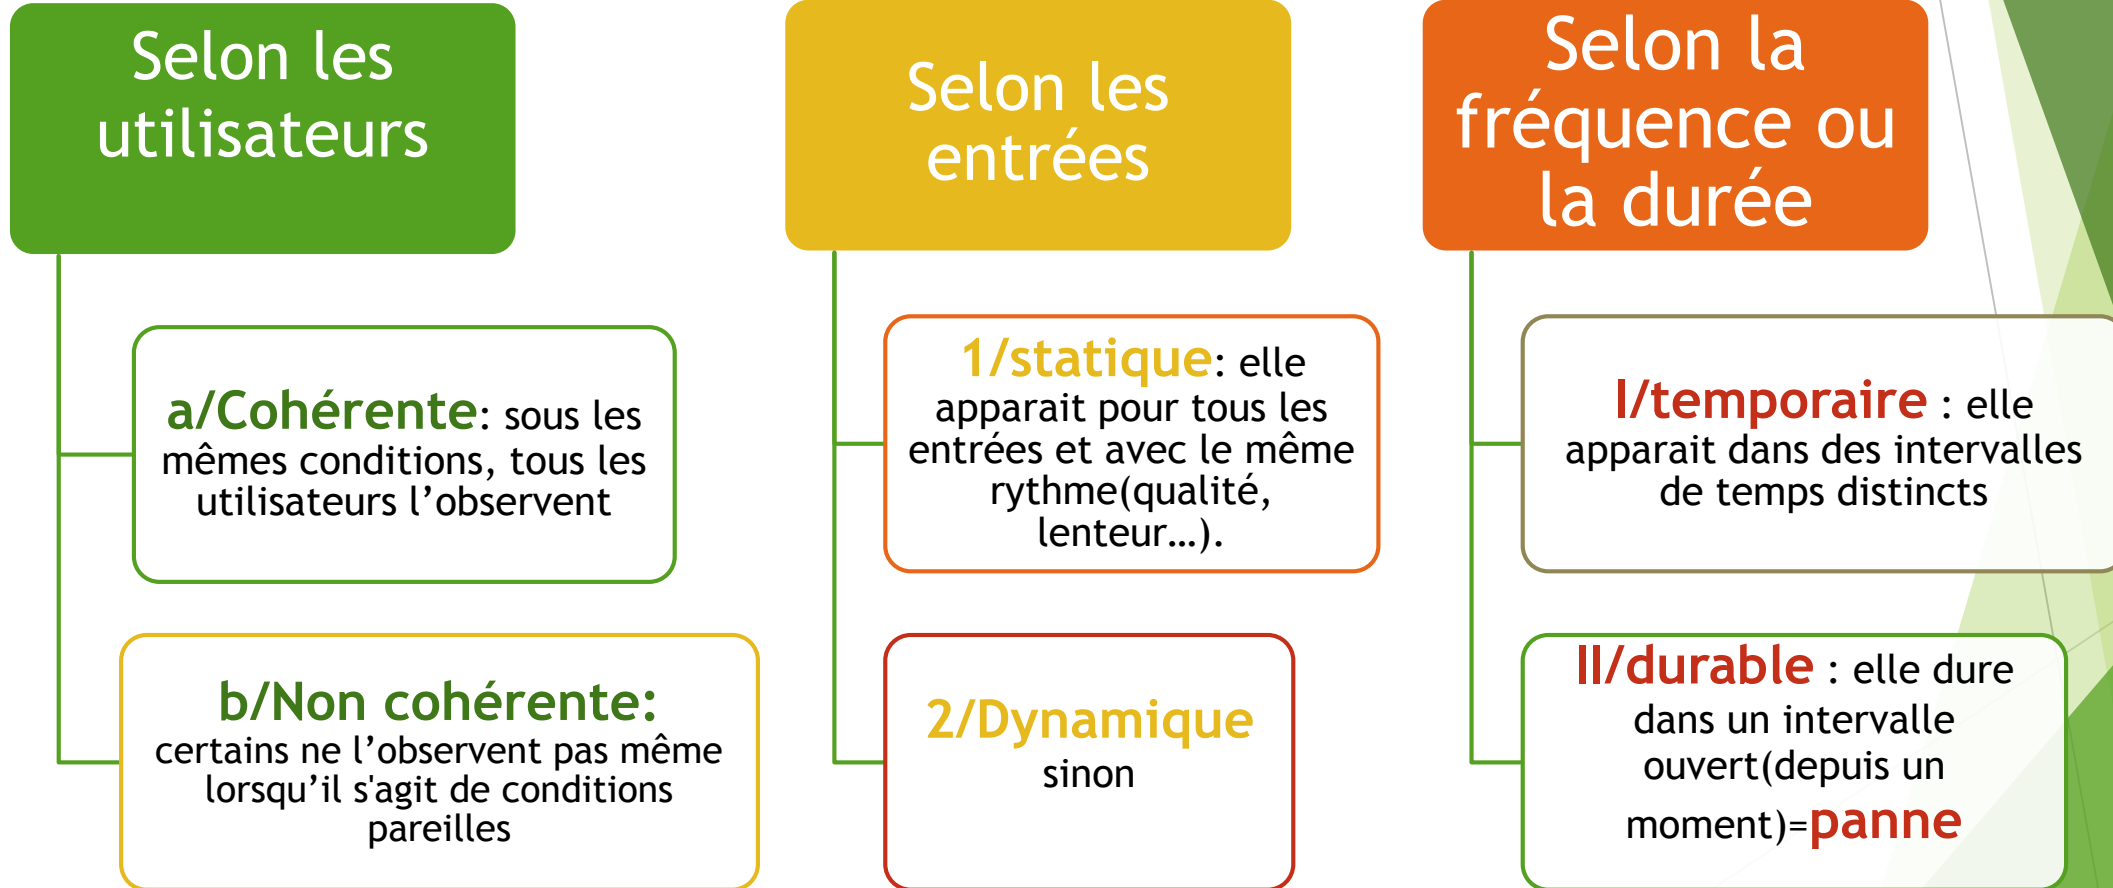 Selon les
utilisateurs
a/Cohérente: sous les
mêmes conditions, tous les
utilisateurs l’observent
b/Non cohérente:
certains ne l’observent pas même
lorsqu’il s'agit de conditions
pareilles
Selon les
entrées
1/statique: elle
apparait pour tous les
entrées et avec le même
rythme(qualité,
lenteur…).
2/Dynamique
sinon
Selon la
fréquence ou
la durée
I/temporaire : elle
apparait dans des intervalles
de temps distincts
II/durable : elle dure
dans un intervalle
ouvert(depuis un
moment)=panne